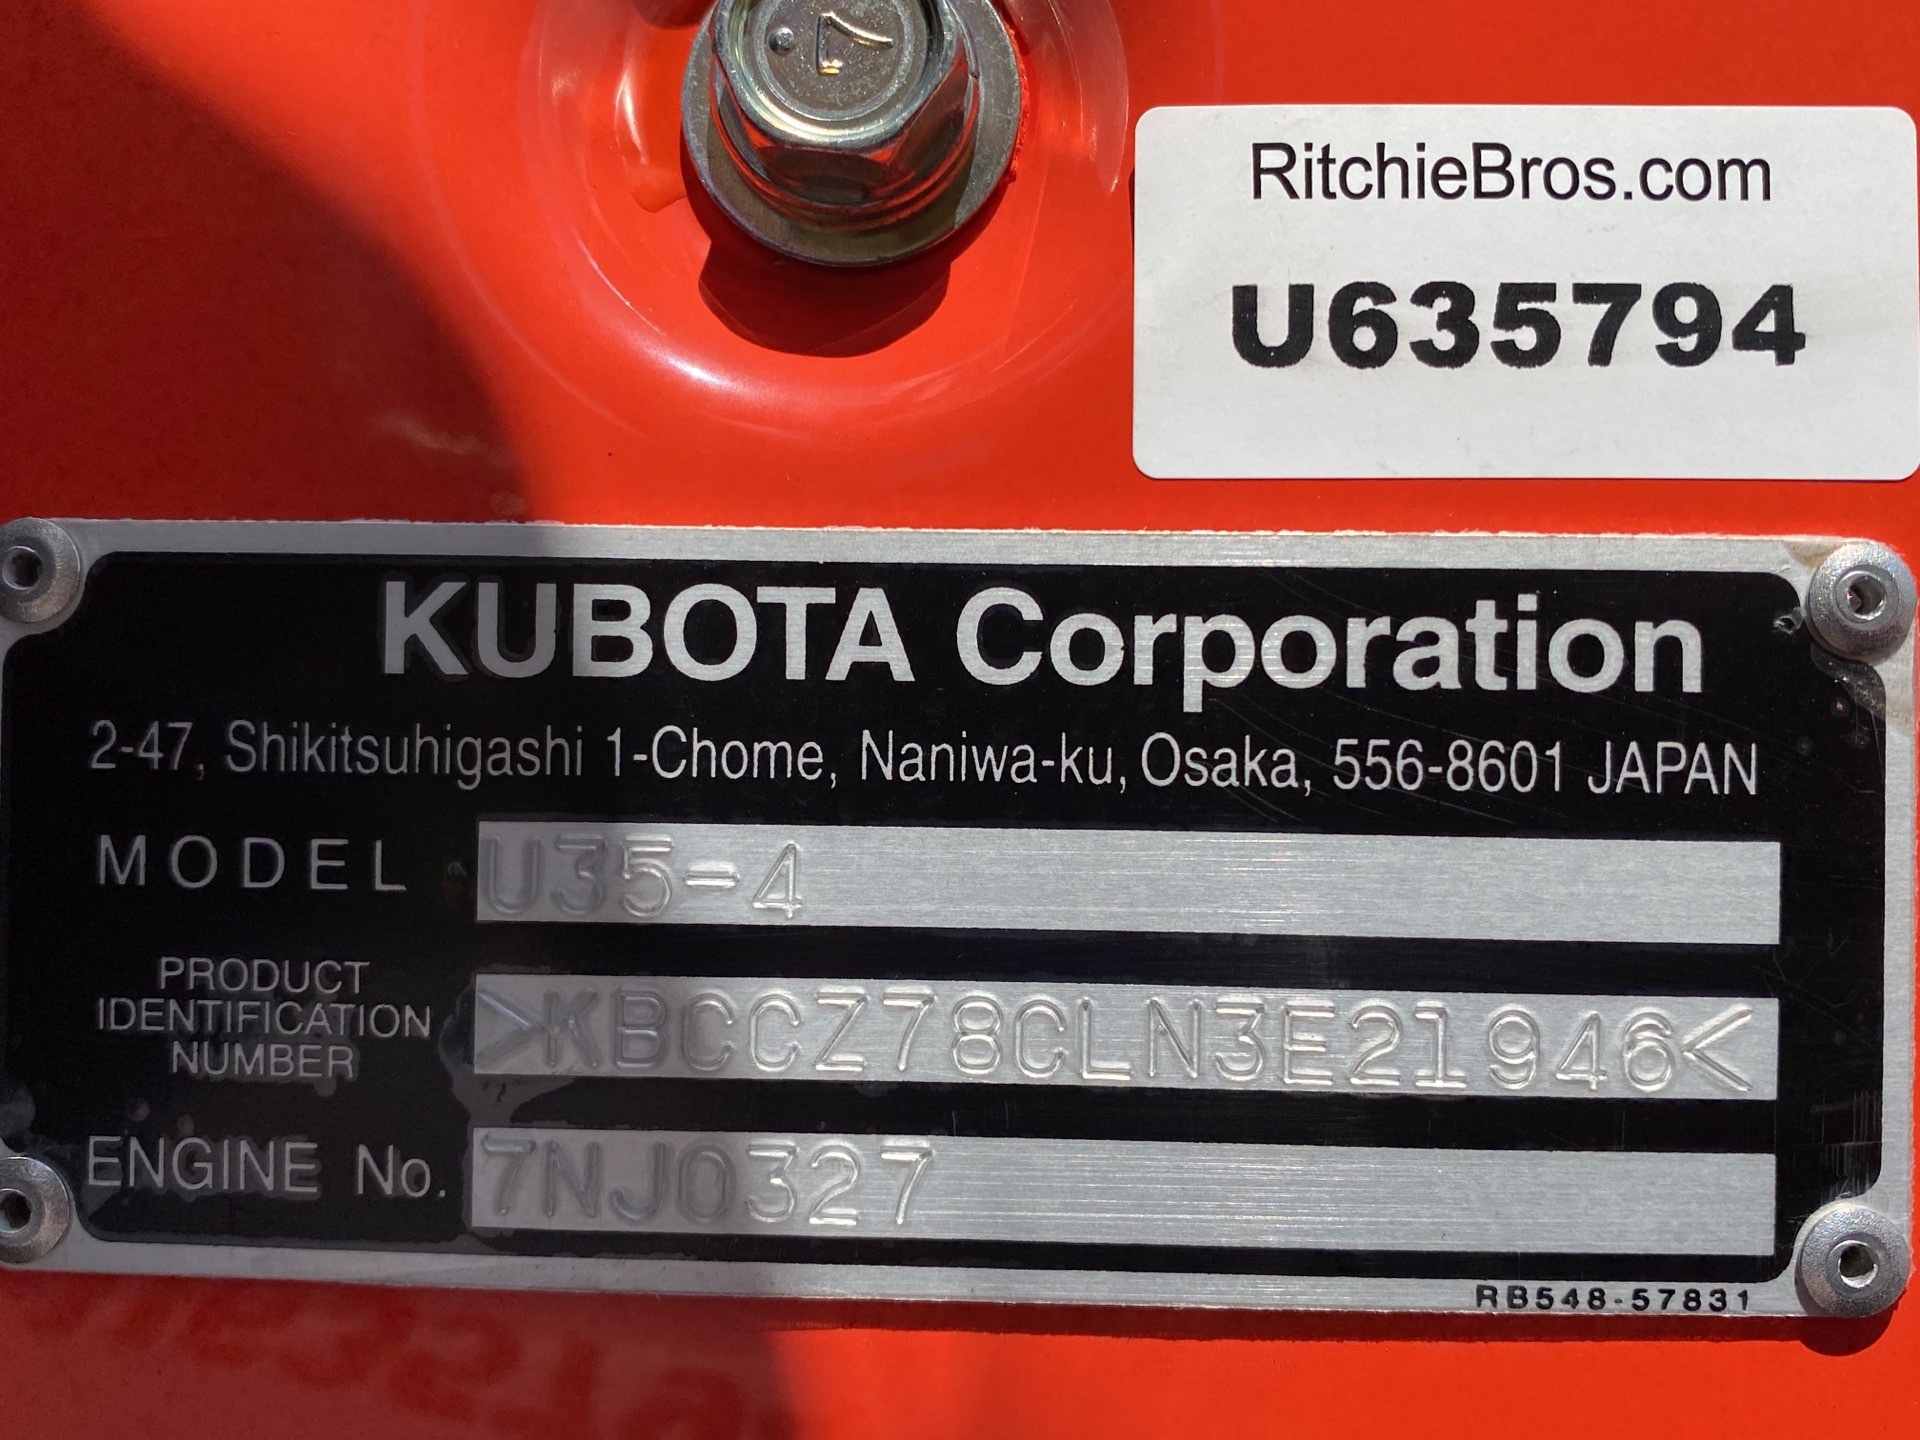 7
RitchieBros.com
U635794
KUBOTA Corporation
2-47, Shikitsuhigashi 1-Chome, Naniwa-ku, Osaka, 556-8601 JAPAN
MODEL U35-4
PRODUCT
IDENTIFICATION
NUMBER >KBCCZ78CLN3E21946<
ENGINE No. 7NJ0327
RB548-57831